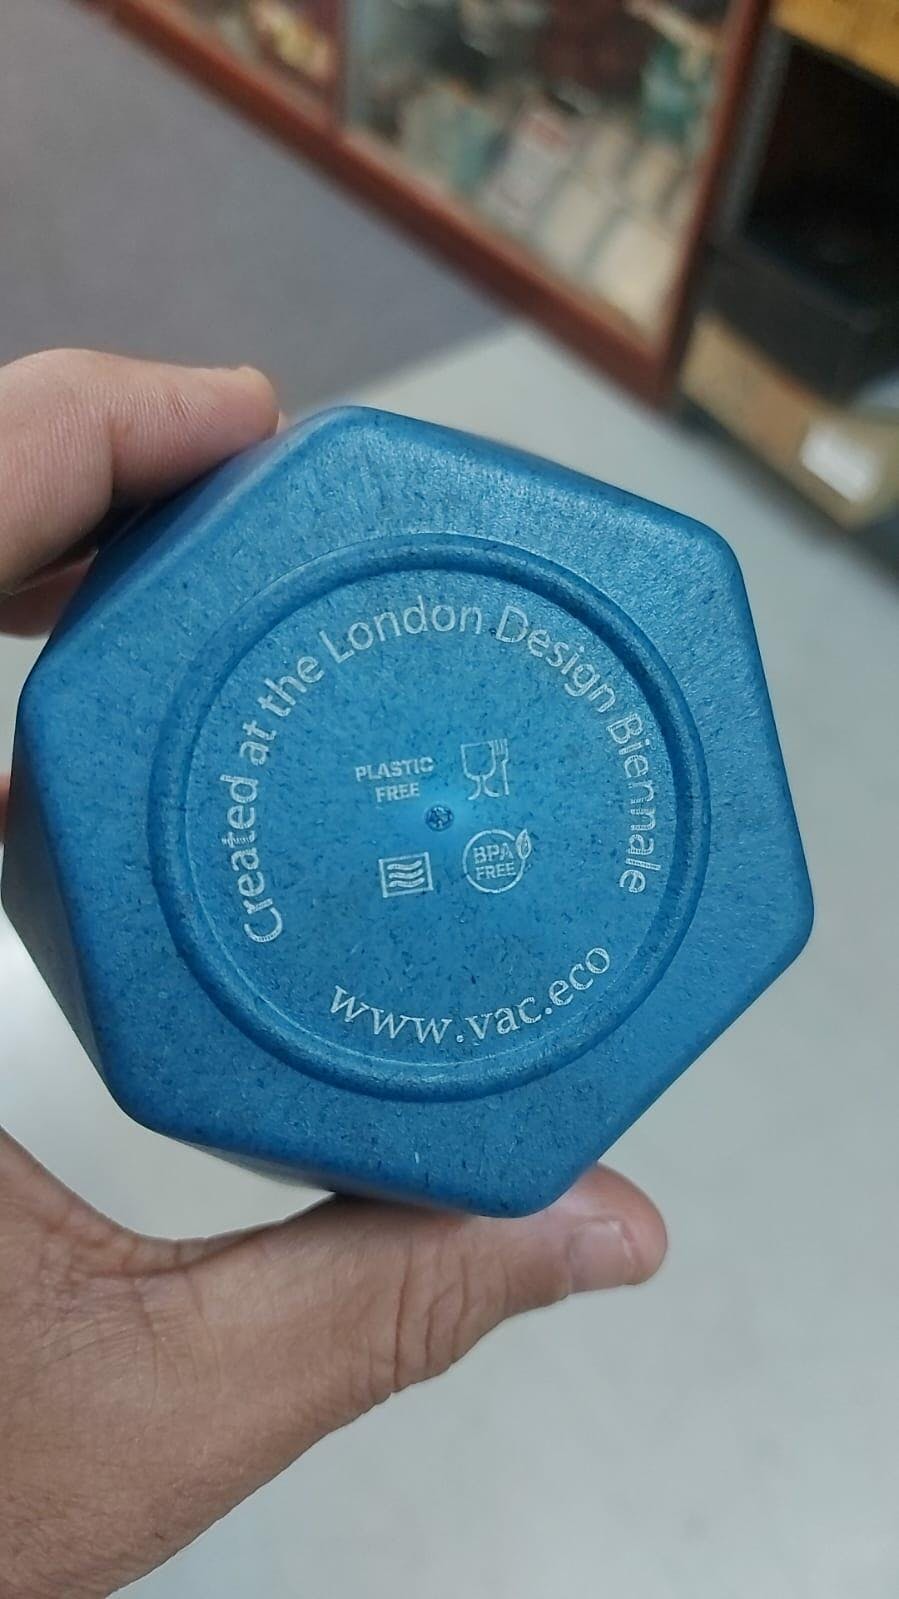 Created at the London Design Biennale
PLASTIC
FREE
BPA
FREE
www.vac.eco